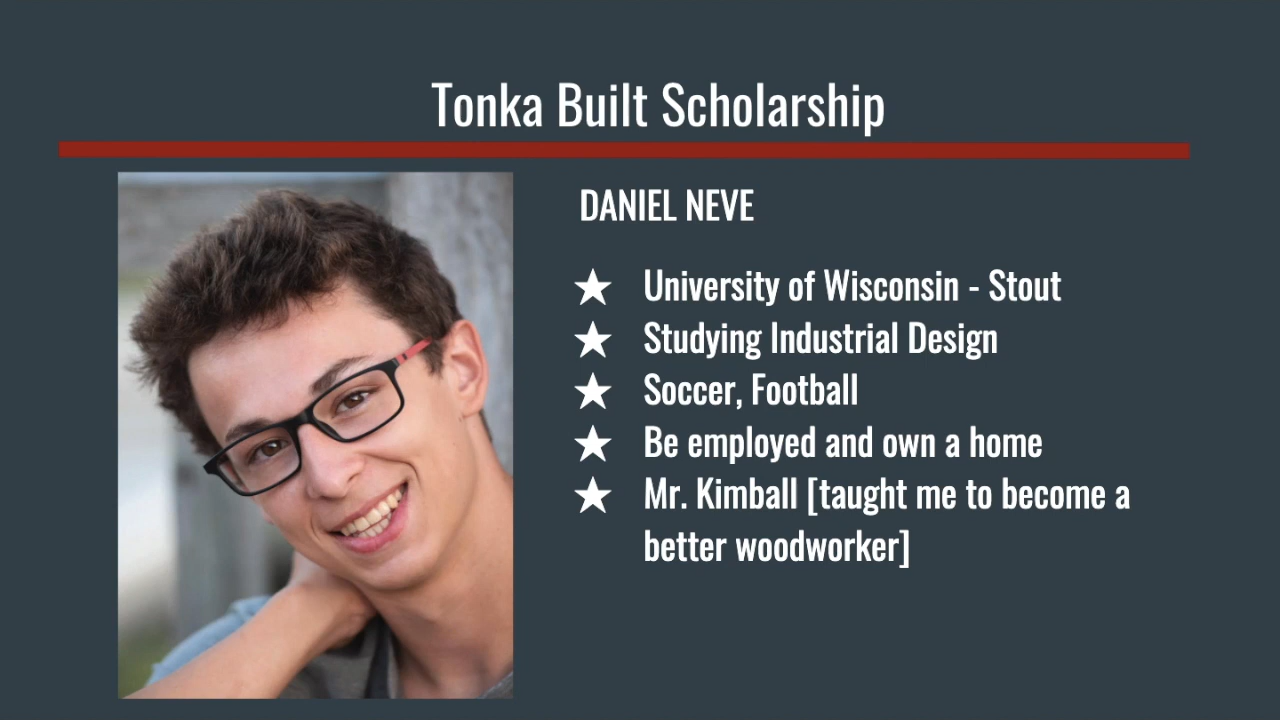 Tonka Built Scholarship
DANIEL NEVE
★ University of Wisconsin - Stout
★ Studying Industrial Design
★ Soccer, Football
★ Be employed and own a home
★ Mr. Kimball [taught me to become a
better woodworker]